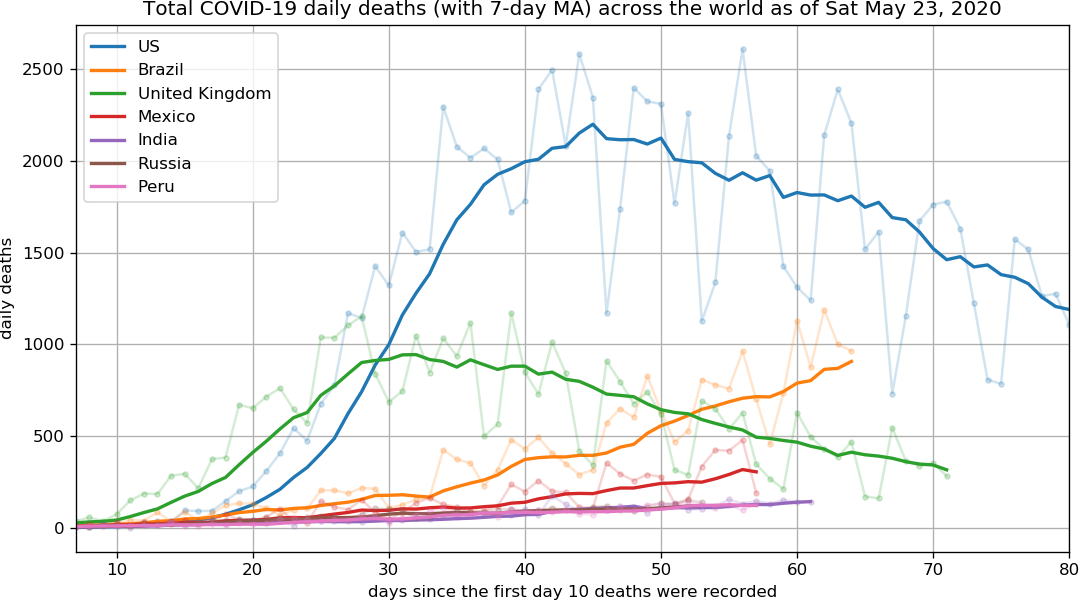 Total COVID-19 daily deaths (with 7-day MA) across the world as of Sat May 23, 2020
US
Brazil
United Kingdom
Mexico
India
Russia
Peru
2500
2000
1500
1000
500
0
daily deaths
10
20
30
40
50
60
70
80
days since the first day 10 deaths were recorded